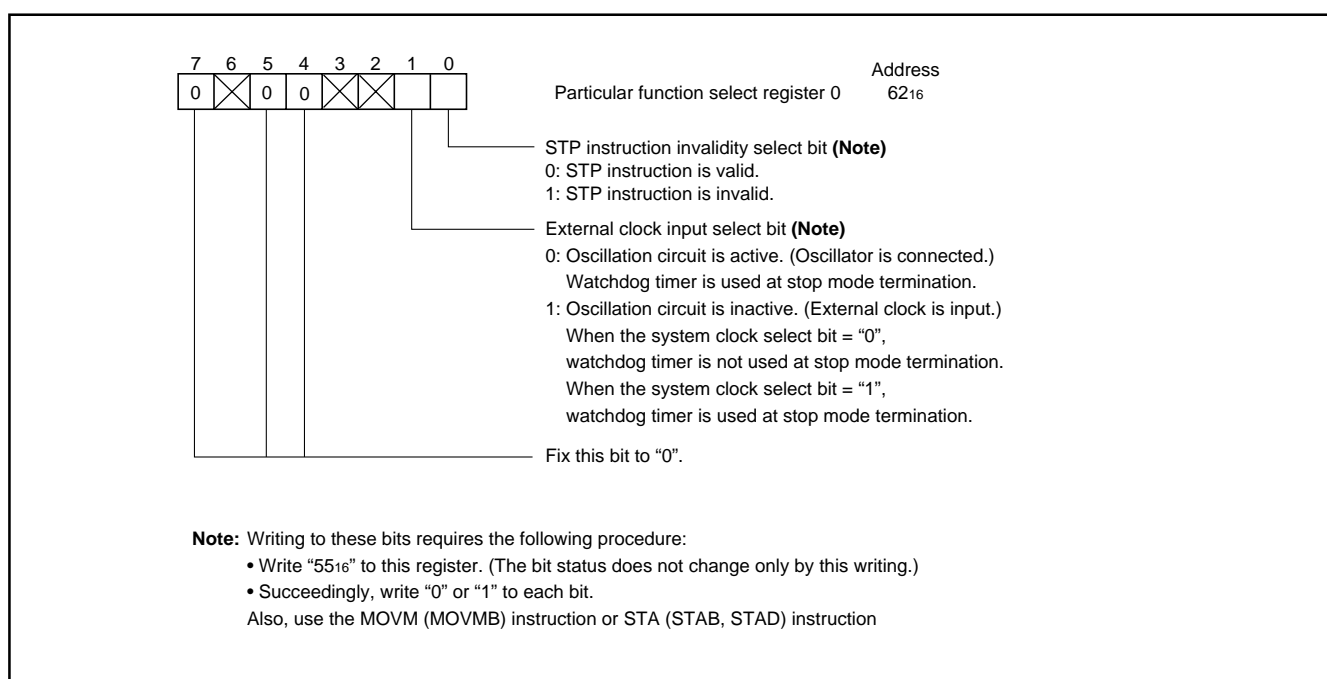 Address
7 6 5 4 3 2 1 0
0 0 0 Particular function select register 0 62₁₆
STP instruction invalidity select bit (Note)
0: STP instruction is valid.
1: STP instruction is invalid.
External clock input select bit (Note)
0: Oscillation circuit is active. (Oscillator is connected.)
Watchdog timer is used at stop mode termination.
1: Oscillation circuit is inactive. (External clock is input.)
When the system clock select bit = “0”,
watchdog timer is not used at stop mode termination.
When the system clock select bit = “1”,
watchdog timer is used at stop mode termination.
Fix this bit to “0”.
Note: Writing to these bits requires the following procedure:
• Write “55₁₆” to this register. (The bit status does not change only by this writing.)
• Succeedingly, write “0” or “1” to each bit.
Also, use the MOVM (MOVMB) instruction or STA (STAB, STAD) instruction